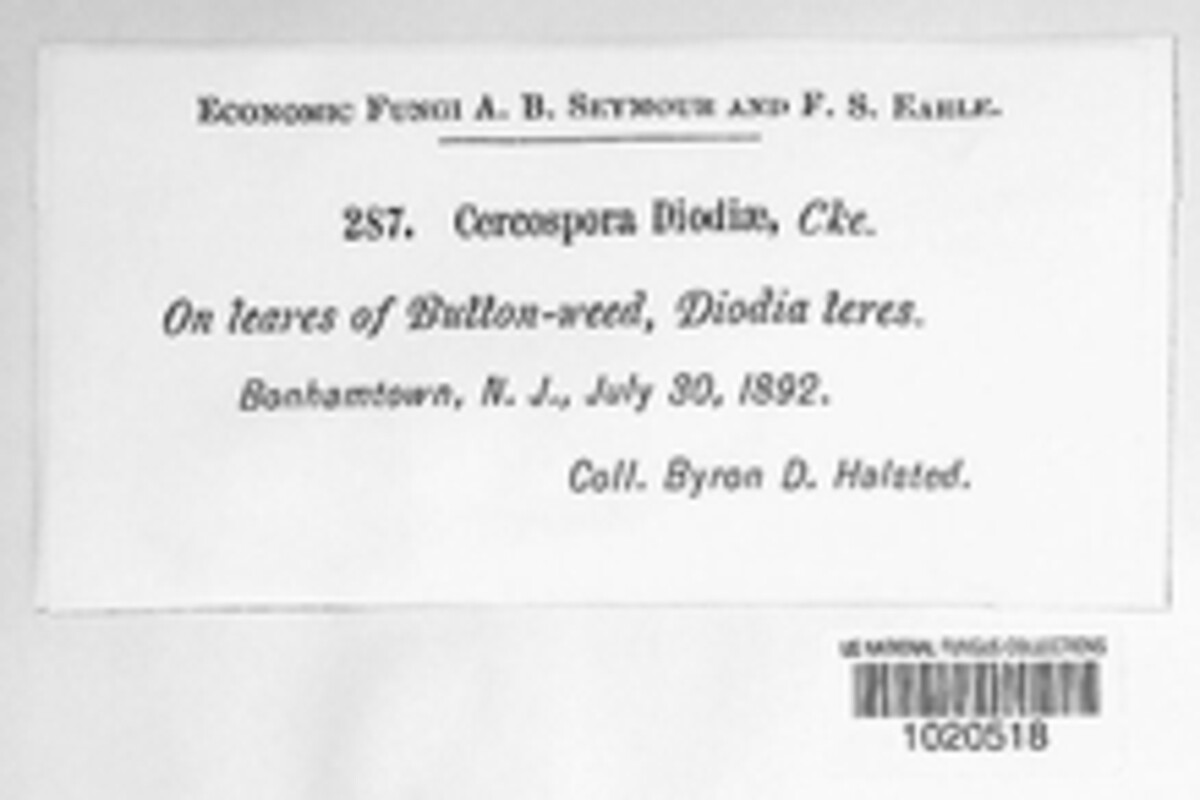 Economic Fungi A. B. Seymour and F. S. Earle.
287. Cercospora Diodiæ, Cke.
On leaves of Button-weed, Diodia teres.
Bonhamtown, N. J., July 30, 1892.
Coll. Byron D. Halsted.
US NATIONAL FUNGUS COLLECTIONS
1020518